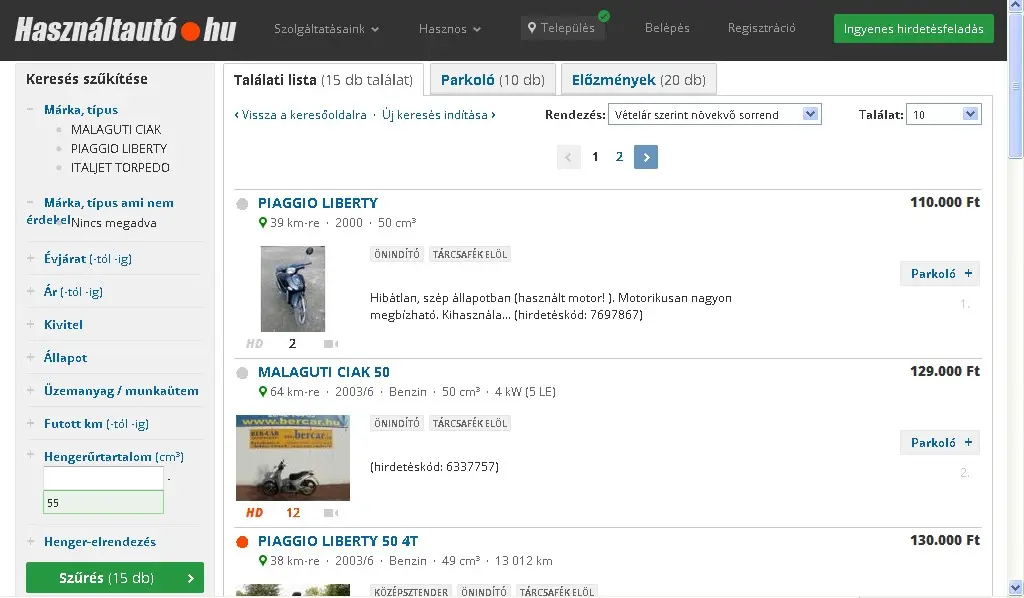 Használtautó.hu
Szolgáltatásaink
Hasznos
Település
Belépés
Regisztráció
Ingyenes hirdetésfeladás
Keresés szűkítése
Márka, típus
MALAGUTI CIAK
PIAGGIO LIBERTY
ITALJET TORPEDO
Márka, típus ami nem
érdekel
Nincs megadva
Évjárat (-tól -ig)
Ár (-tól -ig)
Kivitel
Állapot
Üzemanyag / munkaütem
Futott km (-tól -ig)
Hengerűrtartalom (cm³)
-
55
Henger-elrendezés
Szűrés (15 db)
Találati lista (15 db találat)
Parkoló (10 db)
Előzmények (20 db)
‹ Vissza a keresőoldalra · Új keresés indítása ›
Rendezés: Vételár szerint növekvő sorrend
Találat: 10
‹ 1 2 ›
PIAGGIO LIBERTY
110.000 Ft
39 km-re · 2000 · 50 cm³
ÖNINDÍTÓ TÁRCSAFÉK ELÖL
Parkoló +
Hibátlan, szép állapotban (használt motor! ). Motorikusan nagyon
megbízható. Kihasznála... (hirdetéskód: 7697867)
1.
HD 2
MALAGUTI CIAK 50
129.000 Ft
64 km-re · 2003/6 · Benzin · 50 cm³ · 4 kW (5 LE)
ÖNINDÍTÓ TÁRCSAFÉK ELÖL
www.bercar.hu
BER-CAR
bercar.
Parkoló +
(hirdetéskód: 6337757)
2.
HD 12
PIAGGIO LIBERTY 50 4T
130.000 Ft
38 km-re · 2003/6 · Benzin · 49 cm³ · 13 012 km
KÖZÉPSZTENDER ÖNINDÍTÓ TÁRCSAFÉK ELÖL